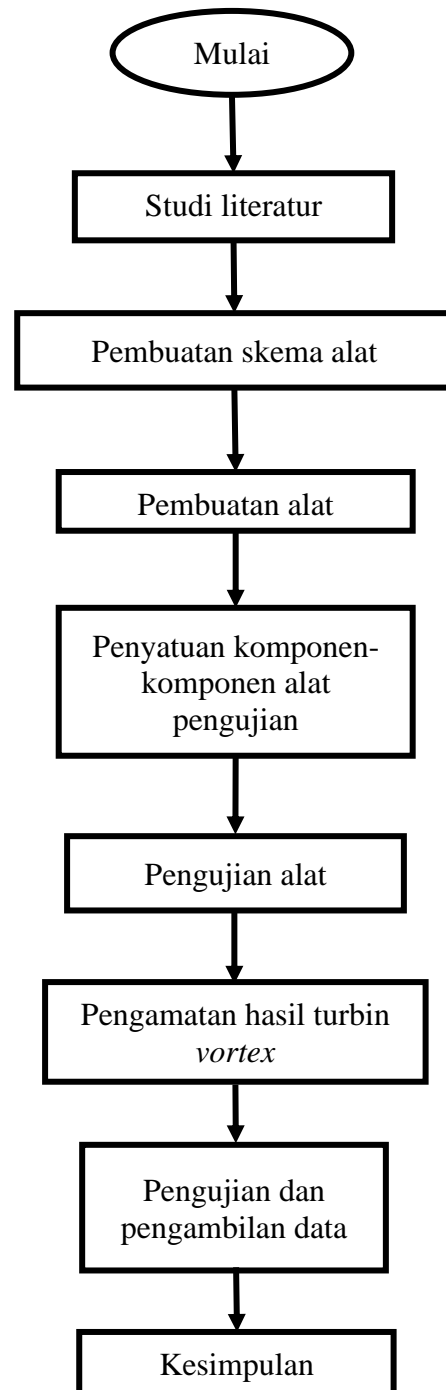 Mulai
Studi literatur
Pembuatan skema alat
Pembuatan alat
Penyatuan komponen-
komponen alat
pengujian
Pengujian alat
Pengamatan hasil turbin
vortex
Pengujian dan
pengambilan data
Kesimpulan